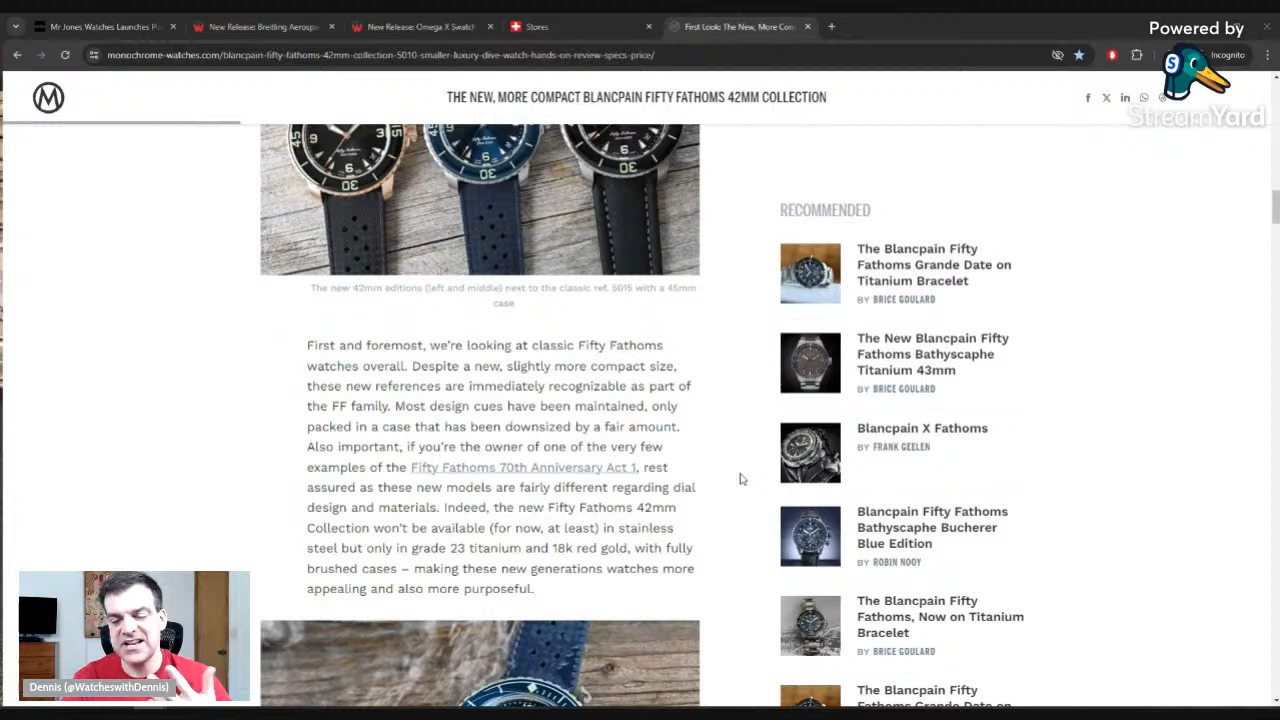 Mr Jones Watches Launches Pe
New Release: Breitling Aerosp
New Release: Omega X Swatch
Stores
First Look: The New, More Com
Powered by
monochrome-watches.com/blancpain-fifty-fathoms-42mm-collection-5010-smaller-luxury-dive-watch-hands-on-review-specs-price/
Incognito
StreamYard
M
THE NEW, MORE COMPACT BLANCPAIN FIFTY FATHOMS 42MM COLLECTION
The new 42mm editions (left and middle) next to the classic ref. 5015 with a 45mm
case
First and foremost, we're looking at classic Fifty Fathoms
watches overall. Despite a new, slightly more compact size,
these new references are immediately recognizable as part of
the FF family. Most design cues have been maintained, only
packed in a case that has been downsized by a fair amount.
Also important, if you're the owner of one of the very few
examples of the Fifty Fathoms 70th Anniversary Act 1, rest
assured as these new models are fairly different regarding dial
design and materials. Indeed, the new Fifty Fathoms 42mm
Collection won't be available (for now, at least) in stainless
steel but only in grade 23 titanium and 18k red gold, with fully
brushed cases – making these new generations watches more
appealing and also more purposeful.
RECOMMENDED
The Blancpain Fifty
Fathoms Grande Date on
Titanium Bracelet
BY BRICE GOULARD
The New Blancpain Fifty
Fathoms Bathyscaphe
Titanium 43mm
BY BRICE GOULARD
Blancpain X Fathoms
BY FRANK GEELEN
Blancpain Fifty Fathoms
Bathyscaphe Bucherer
Blue Edition
BY ROBIN NOOY
The Blancpain Fifty
Fathoms, Now on Titanium
Bracelet
BY BRICE GOULARD
The Blancpain Fifty
Fathoms Grande Date on
Dennis (@WatcheswithDennis)